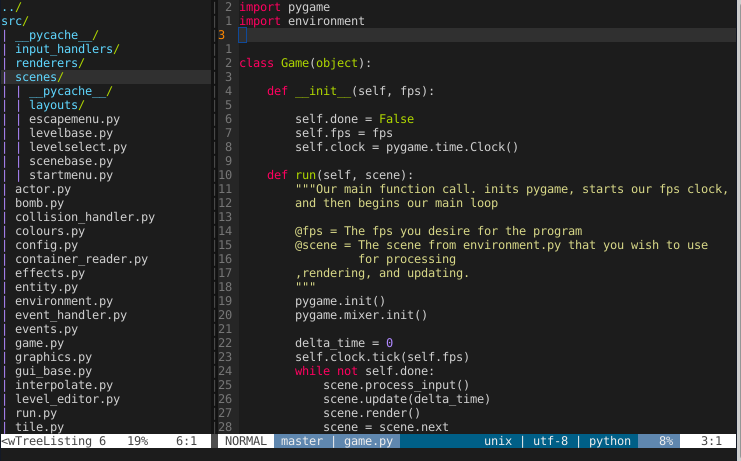 ../
src/
| __pycache__/
| input_handlers/
| renderers/
| scenes/
| | __pycache__/
| | layouts/
| | escapemenu.py
| | levelbase.py
| | levelselect.py
| | scenebase.py
| | startmenu.py
| actor.py
| bomb.py
| collision_handler.py
| colours.py
| config.py
| container_reader.py
| effects.py
| entity.py
| environment.py
| event_handler.py
| events.py
| game.py
| graphics.py
| gui_base.py
| interpolate.py
| level_editor.py
| run.py
| tile.py
<wTreeListing 6   19%    6:1
2 import pygame
1 import environment
3
1
2 class Game(object):
3
4     def __init__(self, fps):
5
6         self.done = False
7         self.fps = fps
8         self.clock = pygame.time.Clock()
9
10     def run(self, scene):
11         """Our main function call. inits pygame, starts our fps clock,
12         and then begins our main loop
13
14         @fps = The fps you desire for the program
15         @scene = The scene from environment.py that you wish to use
16                  for processing
17         ,rendering, and updating.
18         """
19         pygame.init()
20         pygame.mixer.init()
21
22         delta_time = 0
23         self.clock.tick(self.fps)
24         while not self.done:
25             scene.process_input()
26             scene.update(delta_time)
27             scene.render()
28             scene = scene.next
NORMAL  master | game.py  unix | utf-8 | python  8%  3:1